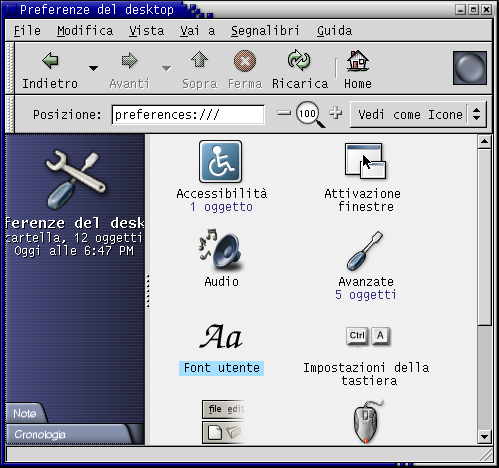 Preferenze del desktop
File Modifica Vista Vai a Segnalibri Guida
Indietro Avanti Sopra Ferma Ricarica Home
Posizione: preferences:/// 100 Vedi come Icone
ferenze del desk
cartella, 12 oggetti
Oggi alle 6:47 PM
Accessibilità
1 oggetto
Attivazione
finestre
Audio
Avanzate
5 oggetti
Aa
Font utente
Ctrl A
Impostazioni della
tastiera
file edi
Note
Cronologia